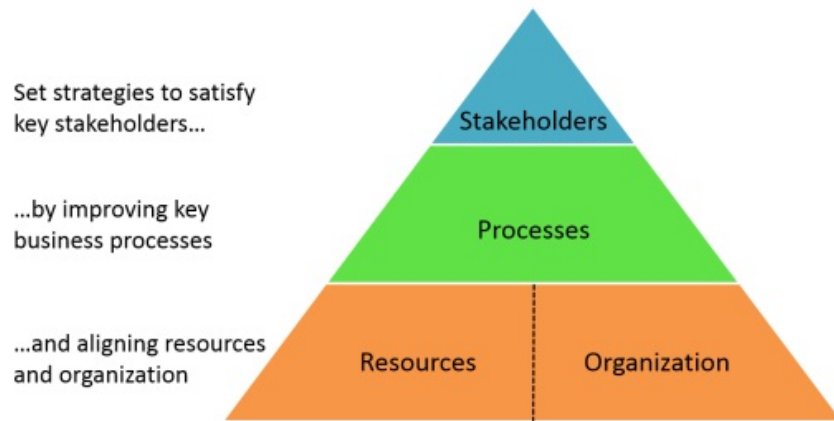 Set strategies to satisfy
key stakeholders...
Stakeholders
...by improving key
business processes
Processes
...and aligning resources
and organization
Resources
Organization